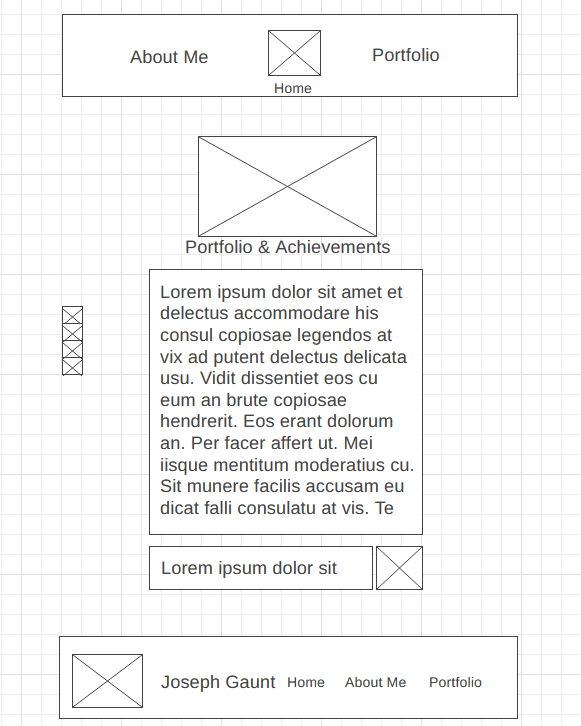 About Me
Portfolio
Home
Portfolio & Achievements
Lorem ipsum dolor sit amet et
delectus accommodare his
consul copiosae legendos at
vix ad putent delectus delicata
usu. Vidit dissentiet eos cu
eum an brute copiosae
hendrerit. Eos erant dolorum
an. Per facer affert ut. Mei
iisque mentitum moderatius cu.
Sit munere facilis accusam eu
dicat falli consulatu at vis. Te
Lorem ipsum dolor sit
Joseph Gaunt Home About Me Portfolio